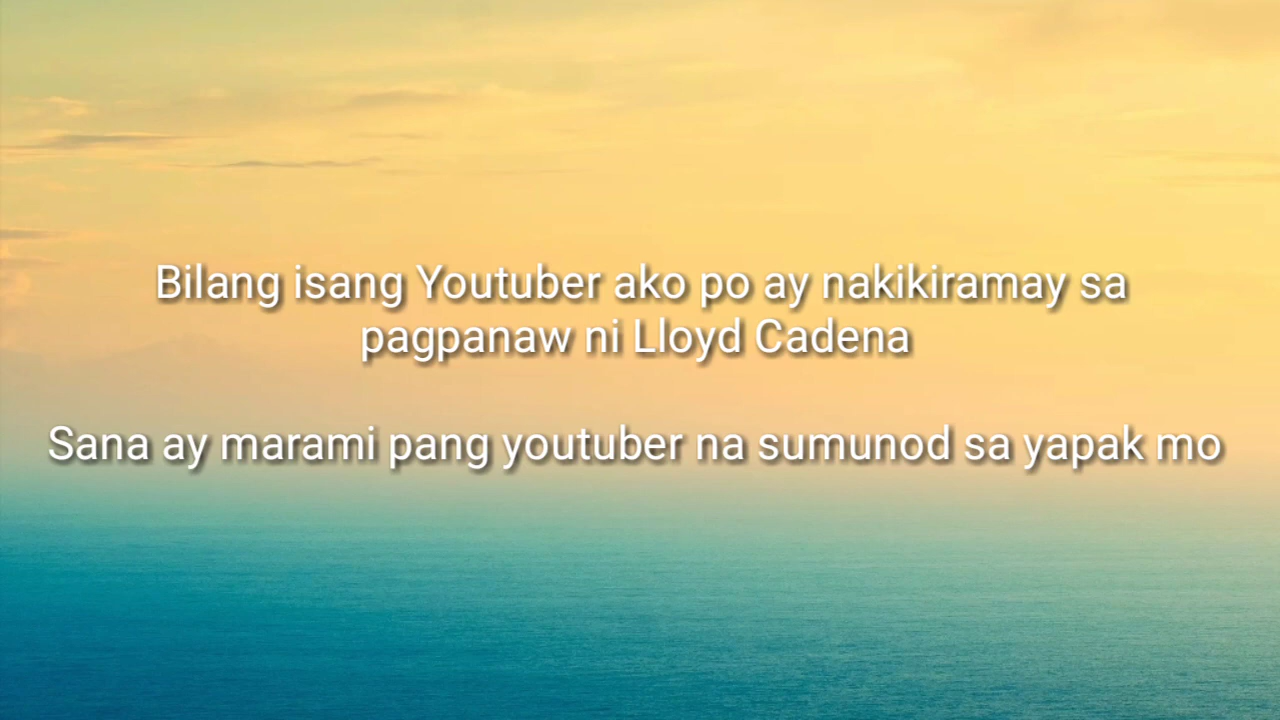 Bilang isang Youtuber ako po ay nakikiramay sa
pagpanaw ni Lloyd Cadena
Sana ay marami pang youtuber na sumunod sa yapak mo